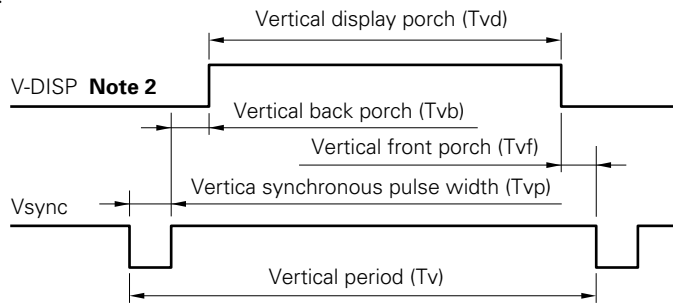 Vertical display porch (Tvd)
V-DISP Note 2
Vertical back porch (Tvb)
Vertical front porch (Tvf)
Vertica synchronous pulse width (Tvp)
Vsync
Vertical period (Tv)